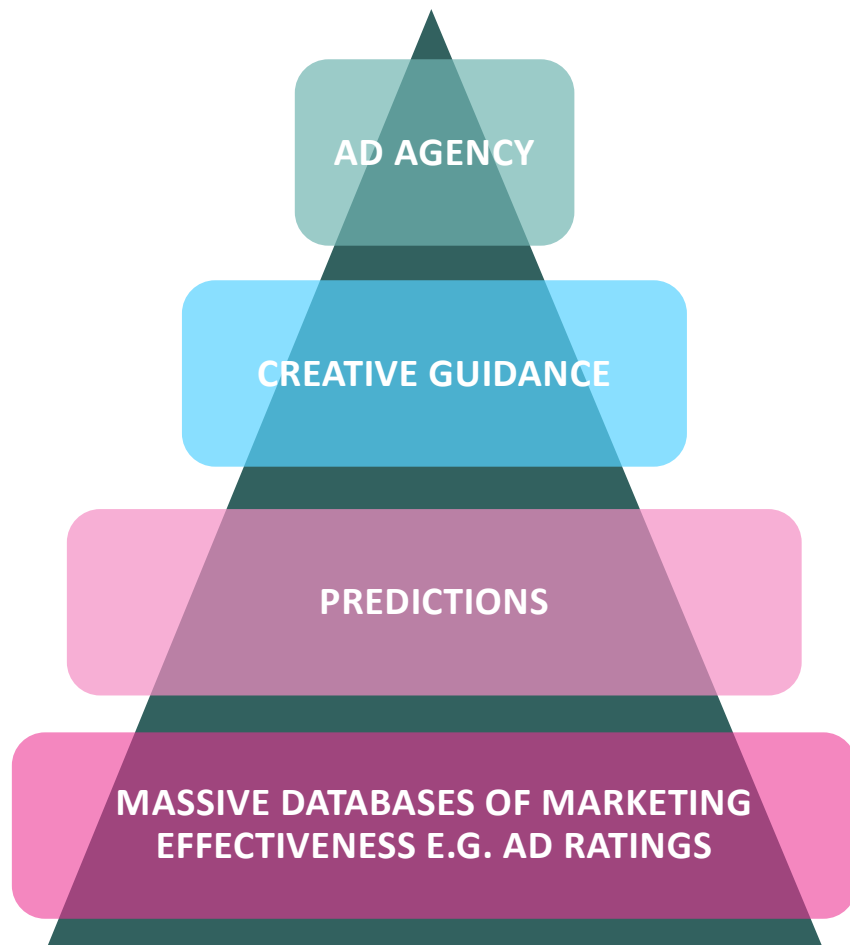 AD AGENCY
CREATIVE GUIDANCE
PREDICTIONS
MASSIVE DATABASES OF MARKETING
EFFECTIVENESS E.G. AD RATINGS